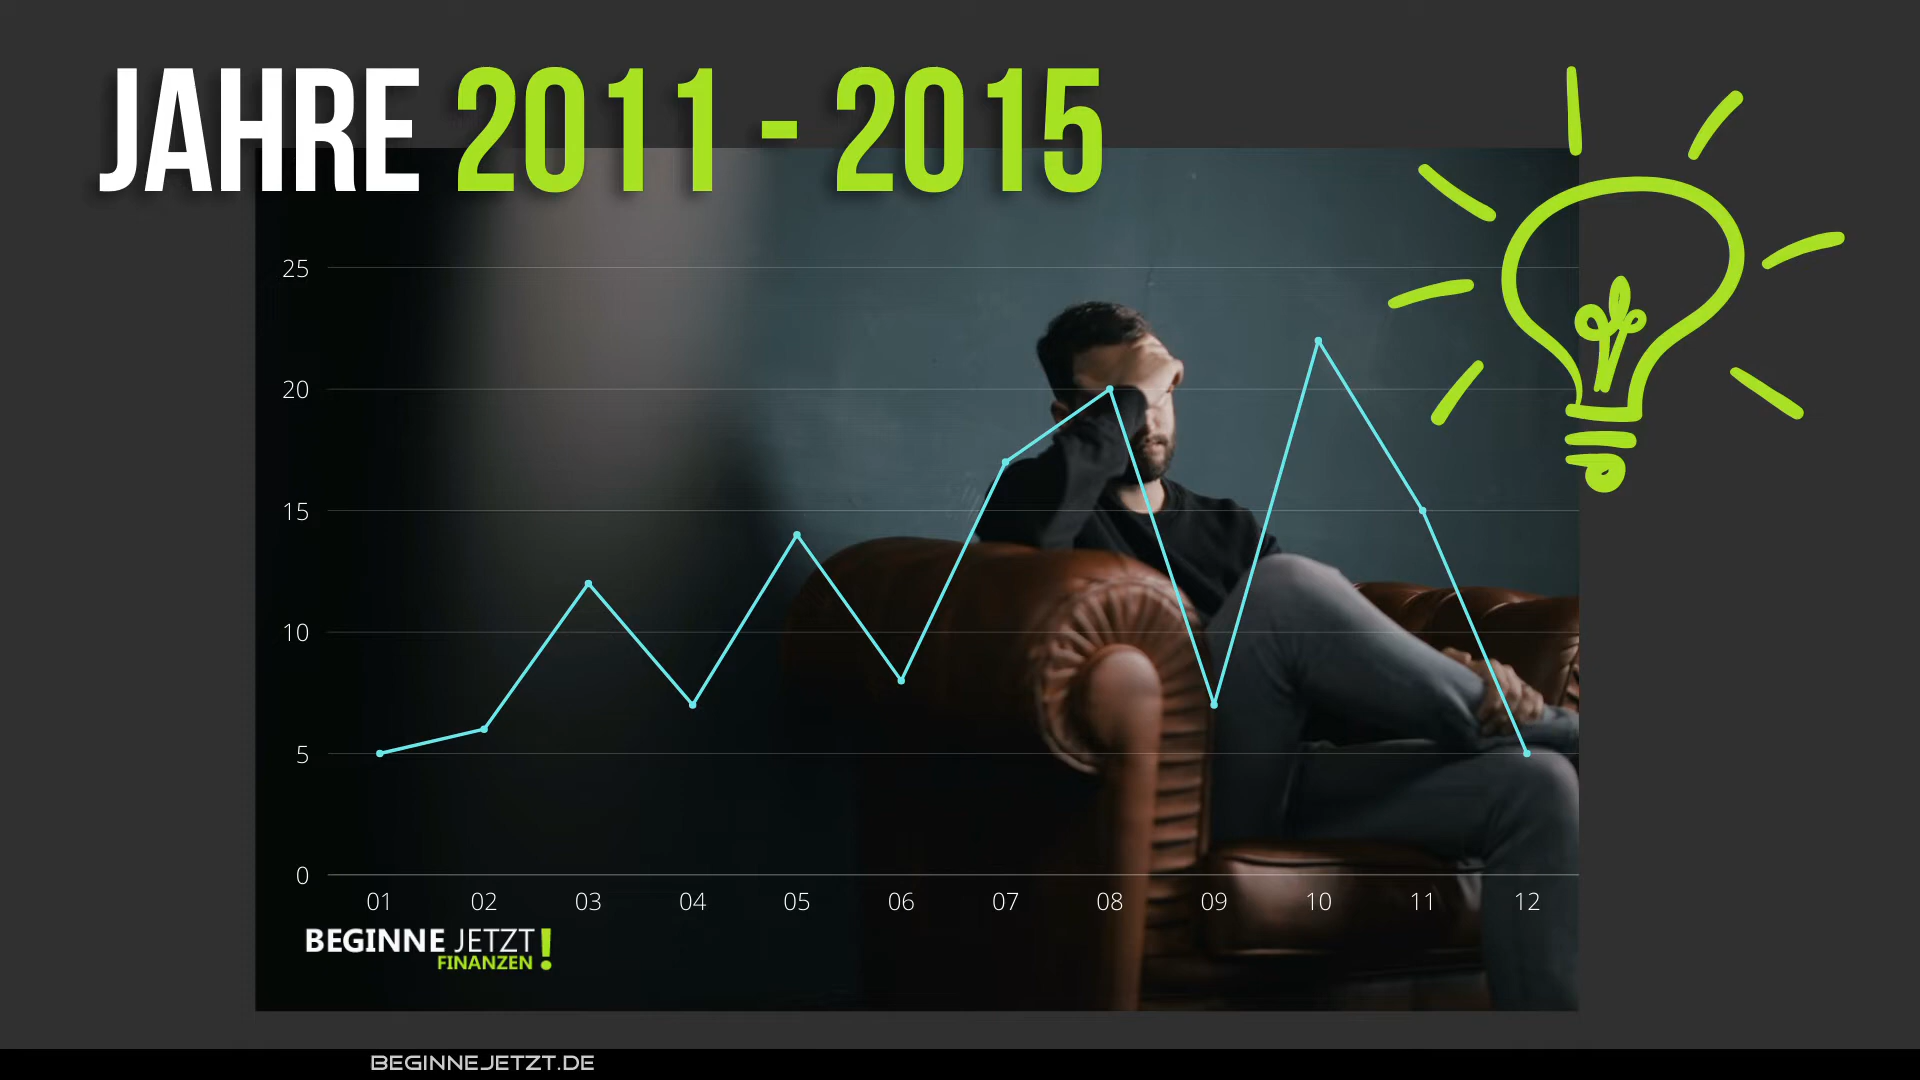 JAHRE 2011 - 2015
25
20
15
10
5
0
01 02 03 04 05 06 07 08 09 10 11 12
BEGINNE JETZT!
FINANZEN
BEGINNEJETZT.DE